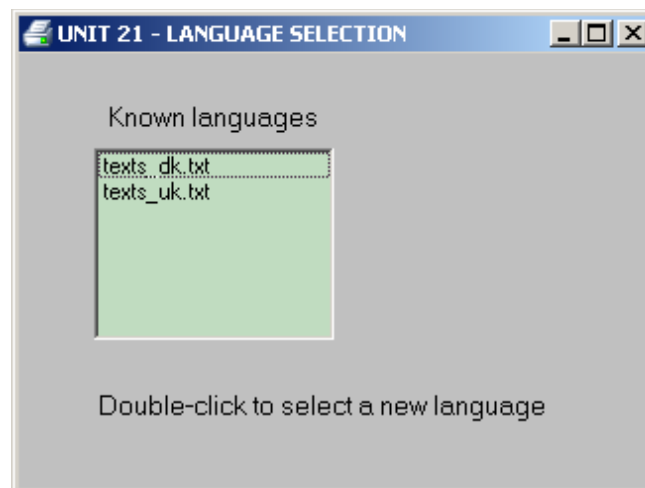 UNIT 21 - LANGUAGE SELECTION
Known languages
texts_dk.txt
texts_uk.txt
Double-click to select a new language